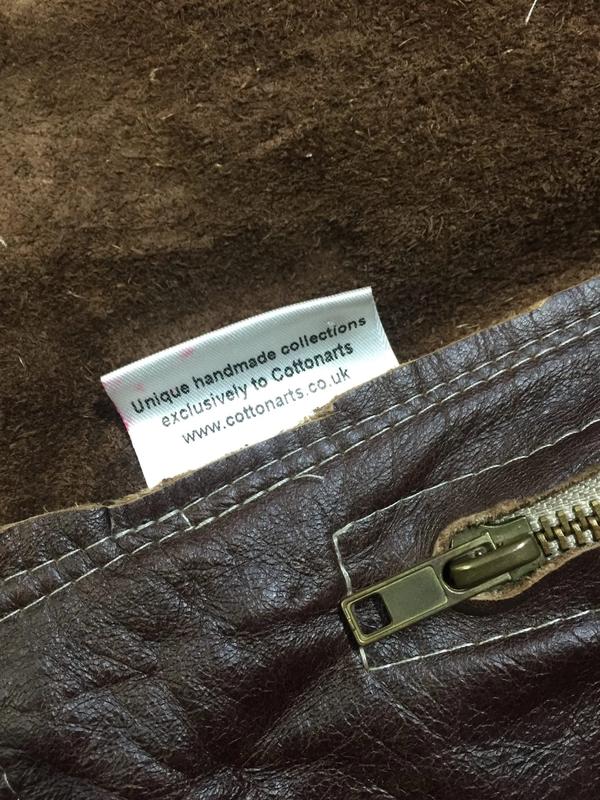 Unique handmade collections
exclusively to Cottonarts
www.cottonarts.co.uk